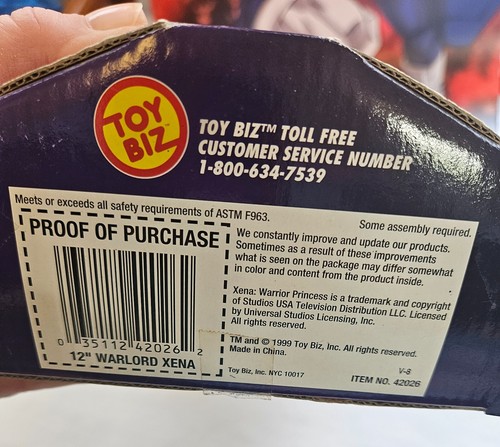 TOY
BIZ
TOY BIZ™ TOLL FREE
CUSTOMER SERVICE NUMBER
1-800-634-7539
Meets or exceeds all safety requirements of ASTM F963.
Some assembly required.
PROOF OF PURCHASE
0 35112 42026 2
12" WARLORD XENA
We constantly improve and update our products.
Sometimes as a result of these improvements
what is seen on the package may differ somewhat
in color and content from the product inside.
Xena: Warrior Princess is a trademark and copyright
of Studios USA Television Distribution LLC. Licensed
by Universal Studios Licensing, Inc.
All rights reserved.
TM and © 1999 Toy Biz, Inc. All rights reserved.
Made in China.
Toy Biz, Inc. NYC 10017
V-8
ITEM NO. 42026